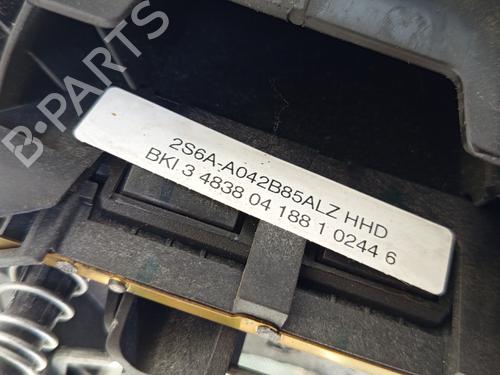 B-PARTS
2S6A-A042B85ALZ HHD
BKI 3 4838 04 188 1 0244 6